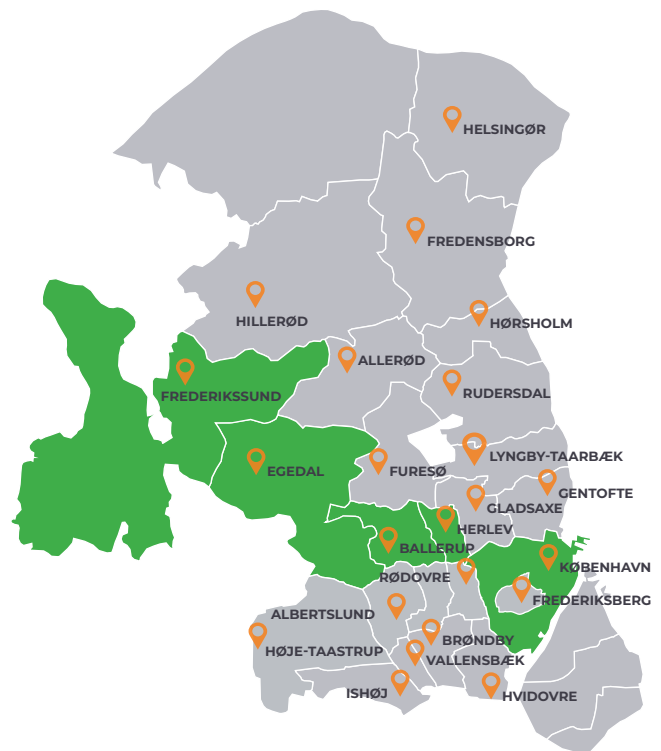 HELSINGØR
FREDENSBORG
HILLERØD
HØRSHOLM
ALLERØD
FREDERIKSSUND
RUDERSDAL
LYNGBY-TAARBÆK
EGEDAL
FURESØ
GENTOFTE
GLADSAXE
HERLEV
BALLERUP
KØBENHAVN
RØDOVRE
FREDERIKSBERG
ALBERTSLUND
BRØNDBY
HØJE-TAASTRUP
VALLENSBÆK
ISHØJ
HVIDOVRE